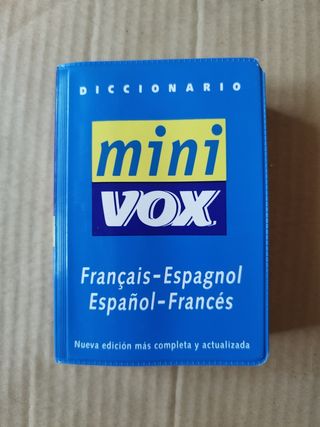 DICCIONARIO
mini
VOX
Français-Espagnol
Español-Francés
Nueva edición más completa y actualizada